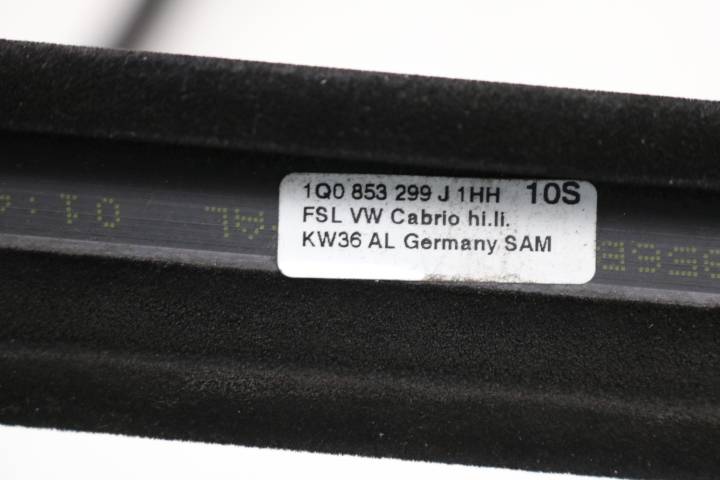 1Q0 853 299 J 1HH 10S
FSL VW Cabrio hi.li.
KW36 AL Germany SAM